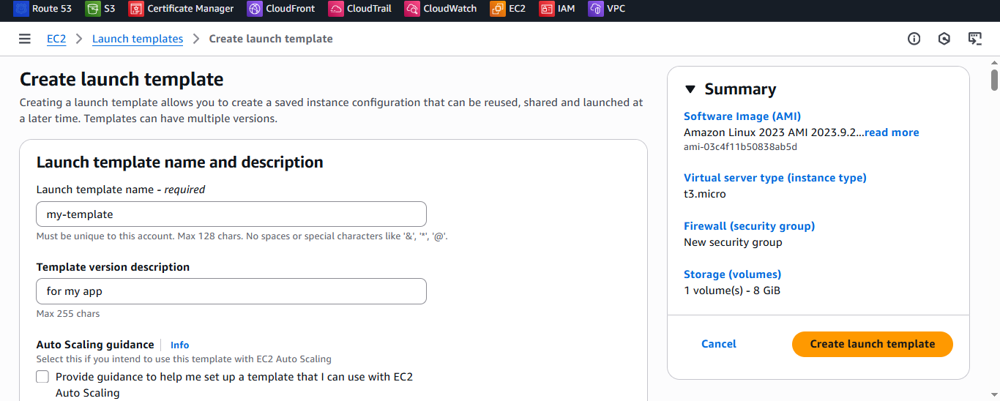 Route 53 S3 Certificate Manager CloudFront CloudTrail CloudWatch EC2 IAM VPC
EC2 Launch templates Create launch template
Create launch template
Creating a launch template allows you to create a saved instance configuration that can be reused, shared and launched at
a later time. Templates can have multiple versions.
Launch template name and description
Launch template name - required
my-template
Must be unique to this account. Max 128 chars. No spaces or special characters like '&', '*', '@'.
Template version description
for my app
Max 255 chars
Auto Scaling guidance Info
Select this if you intend to use this template with EC2 Auto Scaling
Provide guidance to help me set up a template that I can use with EC2
Auto Scaling
Summary
Software Image (AMI)
Amazon Linux 2023 AMI 2023.9.2...read more
ami-03c4f11b50838ab5d
Virtual server type (instance type)
t3.micro
Firewall (security group)
New security group
Storage (volumes)
1 volume(s) - 8 GiB
Cancel Create launch template